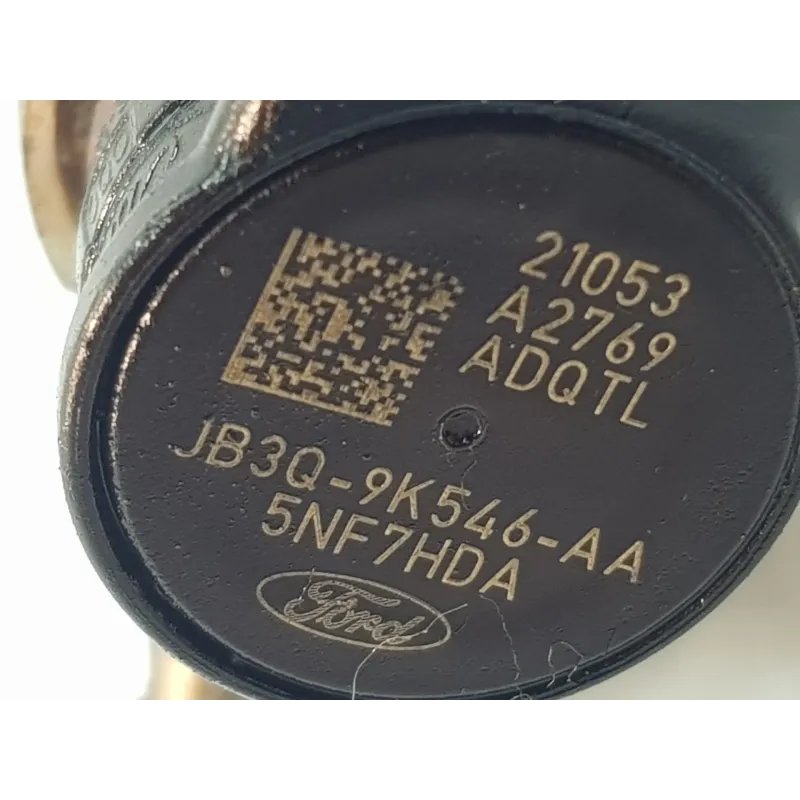 21053
A2769
ADQTL
JB3Q-9K546-AA
5NF7HDA
Ford